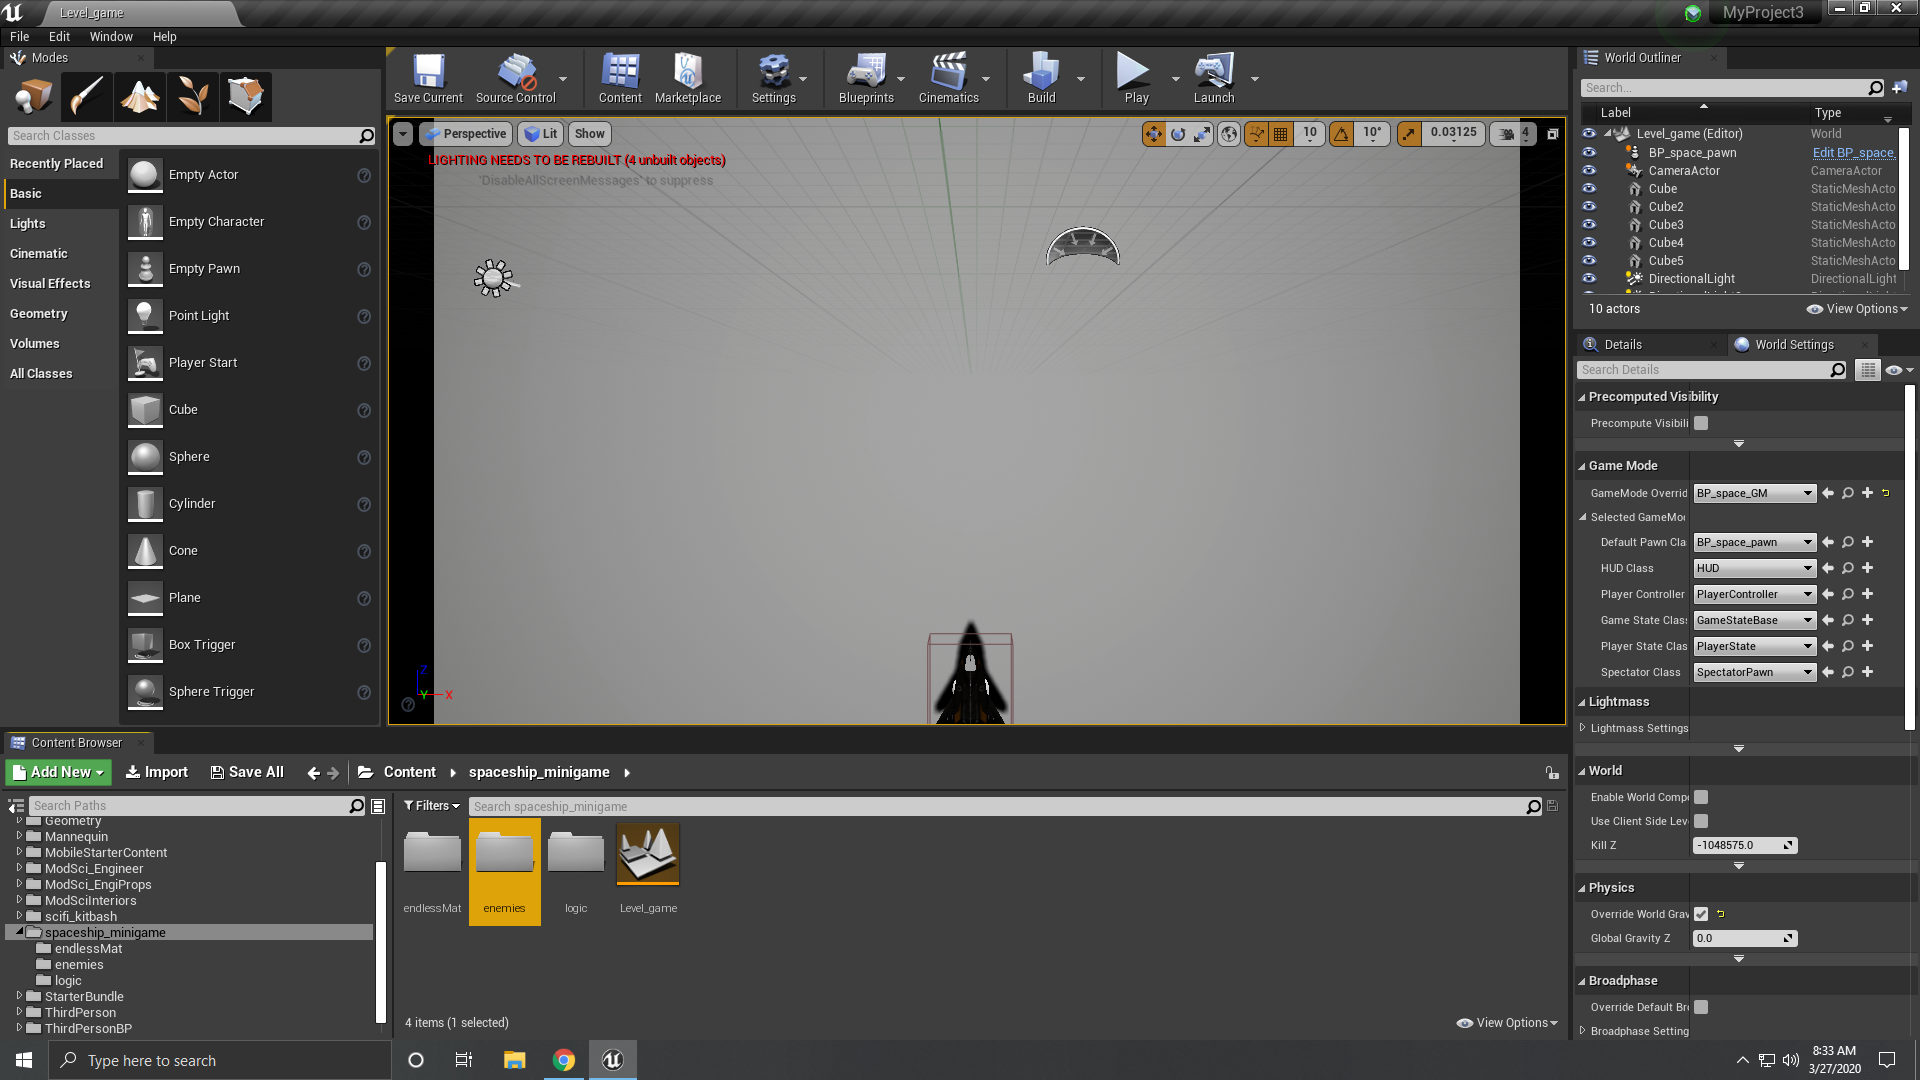 Level_game
MyProject3
File Edit Window Help
Modes
Search Classes
Recently Placed
Basic
Lights
Cinematic
Visual Effects
Geometry
Volumes
All Classes
Empty Actor
Empty Character
Empty Pawn
Point Light
Player Start
Cube
Sphere
Cylinder
Cone
Plane
Box Trigger
Sphere Trigger
Save Current
Source Control
Content
Marketplace
Settings
Blueprints
Cinematics
Build
Play
Launch
Perspective
Lit
Show
10
10°
0.03125
4
LIGHTING NEEDS TO BE REBUILT (4 unbuilt objects)
'DisableAllScreenMessages' to suppress
Z
Y
X
World Outliner
Search...
Label Type
Level_game (Editor) World
BP_space_pawn Edit BP_space_
CameraActor CameraActor
Cube StaticMeshActo
Cube2 StaticMeshActo
Cube3 StaticMeshActo
Cube4 StaticMeshActo
Cube5 StaticMeshActo
DirectionalLight DirectionalLight
10 actors
View Options
Details
World Settings
Search Details
Precomputed Visibility
Precompute Visibili
Game Mode
GameMode Overrid BP_space_GM
Selected GameMo
Default Pawn Cla BP_space_pawn
HUD Class HUD
Player Controller PlayerController
Game State Class GameStateBase
Player State Clas PlayerState
Spectator Class SpectatorPawn
Lightmass
Lightmass Settings
World
Enable World Compo
Use Client Side Leve
Kill Z -1048575.0
Physics
Override World Grav
Global Gravity Z 0.0
Broadphase
Override Default Br
Broadphase Setting
Content Browser
Add New
Import
Save All
Content
spaceship_minigame
Search Paths
Filters
Search spaceship_minigame
Geometry
Mannequin
MobileStarterContent
ModSci_Engineer
ModSci_EngiProps
ModSciInteriors
scifi_kitbash
spaceship_minigame
endlessMat
enemies
logic
StarterBundle
ThirdPerson
ThirdPersonBP
endlessMat
enemies
logic
Level_game
4 items (1 selected)
View Options
Type here to search
8:33 AM
3/27/2020